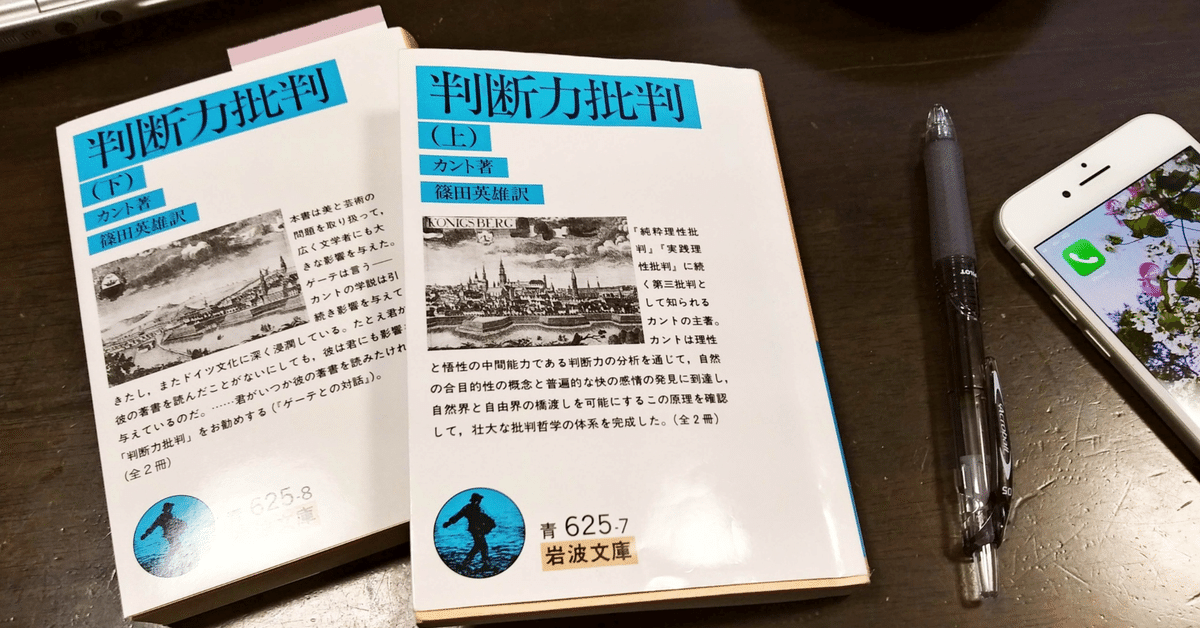 判断力批判
（下）
カント著
篠田英雄訳
本書は美と芸術の
問題を取り扱って，
広く文学者にも大
きな影響を与えた。
ゲーテは言う――
カントの学説は引
続き影響を与えて
きたし，またドイツ文化に深く浸潤している。たとえ君が
彼の著書を読んだことがないにしても，彼は君にも影響
与えているのだ。……君がいつか彼の著書を読みたけれ
「判断力批判」をお勧めする（『ゲーテとの対話』）。
（全2冊）
青 625-8
文庫
判断力批判
（上）
カント著
篠田英雄訳
KÖNIGSBERG
『純粋理性批
判』『実践理
性批判』に続
く第三批判と
して知られる
カントの主著。
カントは理性
と悟性の中間能力である判断力の分析を通じて，自然
の合目的性の概念と普遍的な快の感情の発見に到達し，
自然界と自由界の橋渡しを可能にするこの原理を確認
して，壮大な批判哲学の体系を完成した。（全2冊）
青 625-7
岩波文庫
PILOT
Acroball
05